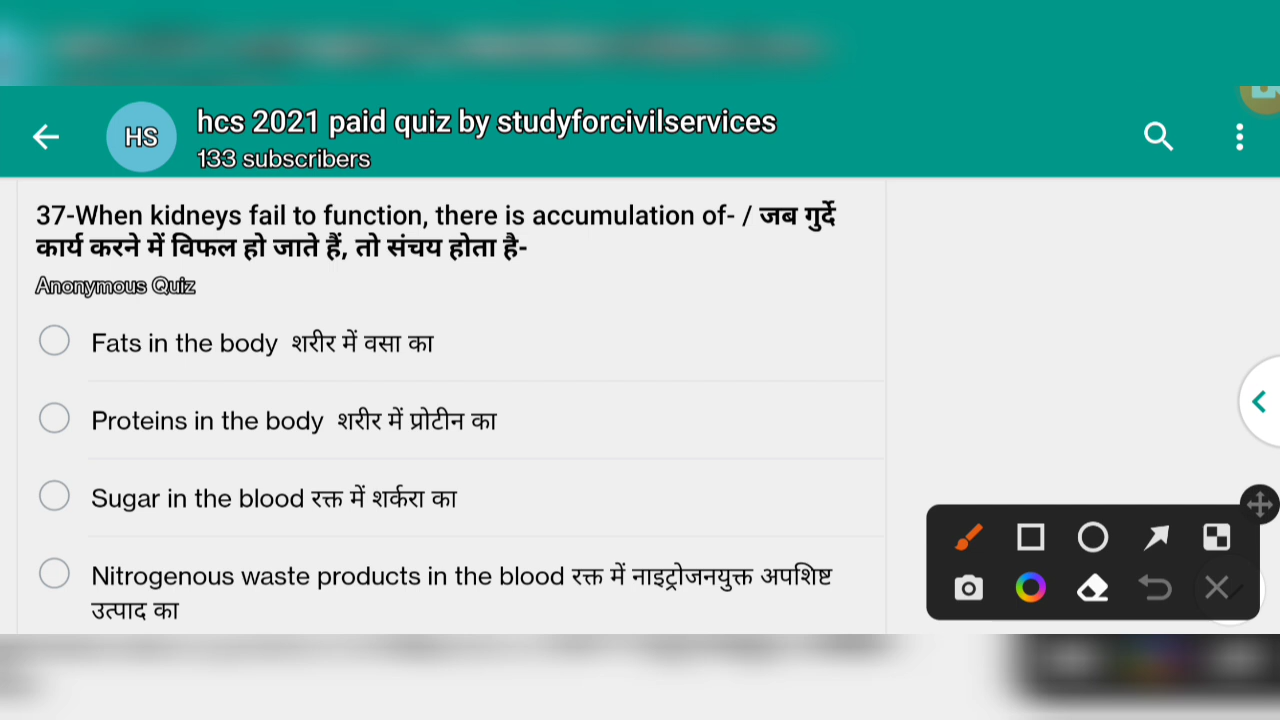 HS
hcs 2021 paid quiz by studyforcivilservices
133 subscribers
37-When kidneys fail to function, there is accumulation of- / जब गुर्दे
कार्य करने में विफल हो जाते हैं, तो संचय होता है-
Anonymous Quiz
Fats in the body शरीर में वसा का
Proteins in the body शरीर में प्रोटीन का
Sugar in the blood रक्त में शर्करा का
Nitrogenous waste products in the blood रक्त में नाइट्रोजनयुक्त अपशिष्ट
उत्पाद का